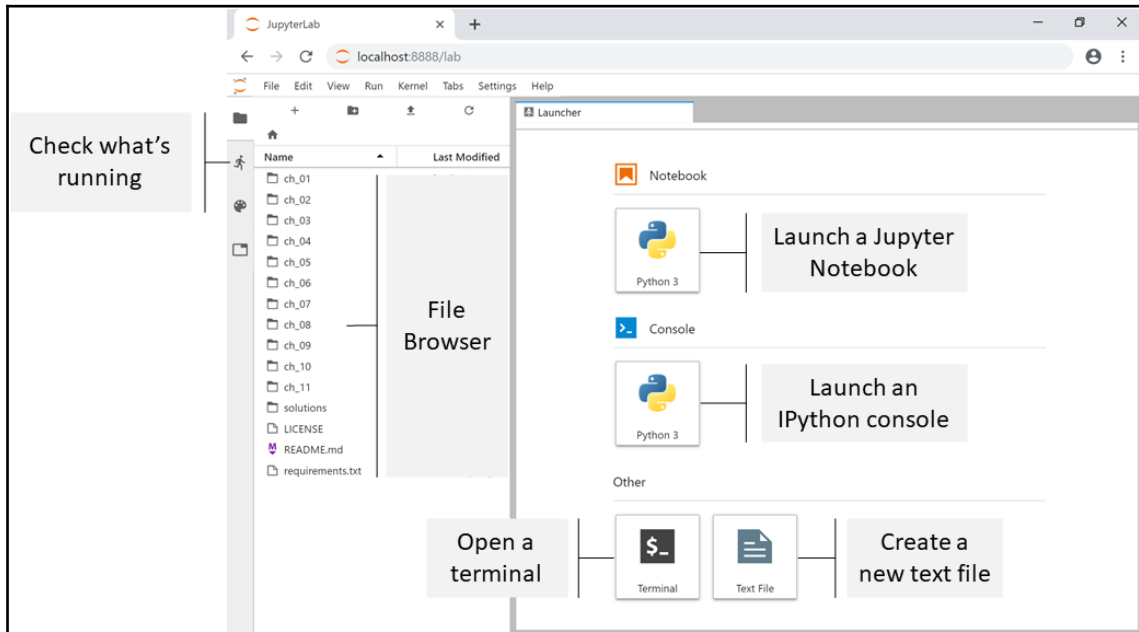 JupyterLab
localhost:8888/lab
File Edit View Run Kernel Tabs Settings Help
Launcher
Check what's
running
Name Last Modified
ch_01
ch_02
ch_03
ch_04
ch_05
ch_06
ch_07
ch_08
ch_09
ch_10
ch_11
solutions
LICENSE
README.md
requirements.txt
File
Browser
Notebook
Python 3
Launch a Jupyter
Notebook
Console
Python 3
Launch an
IPython console
Other
Open a
terminal
$_
Terminal
Text File
Create a
new text file